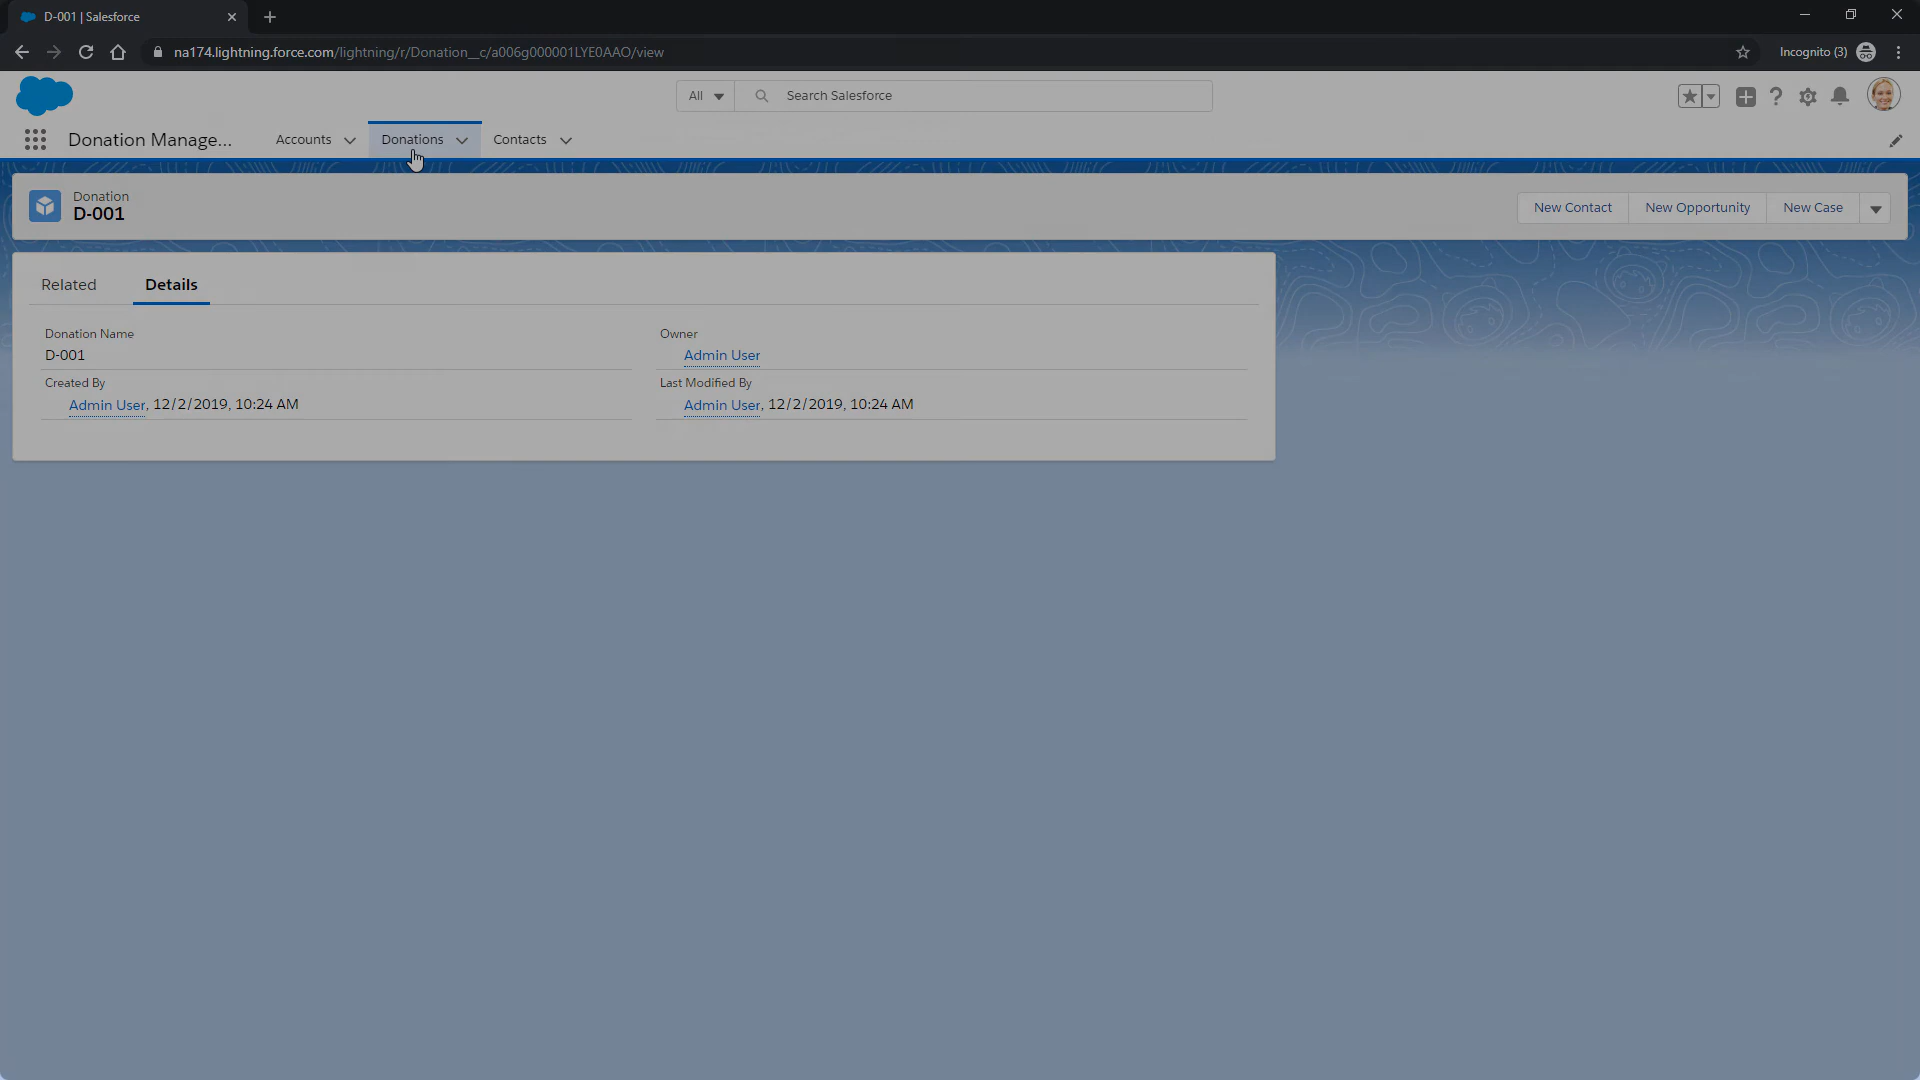 D-001 | Salesforce
na174.lightning.force.com/lightning/r/Donation__c/a006g000001LYE0AAO/view
Incognito (3)
All
Search Salesforce
Donation Manage...
Accounts
Donations
Contacts
Donation
D-001
New Contact
New Opportunity
New Case
Related
Details
Donation Name
D-001
Owner
Admin User
Created By
Admin User, 12/2/2019, 10:24 AM
Last Modified By
Admin User, 12/2/2019, 10:24 AM